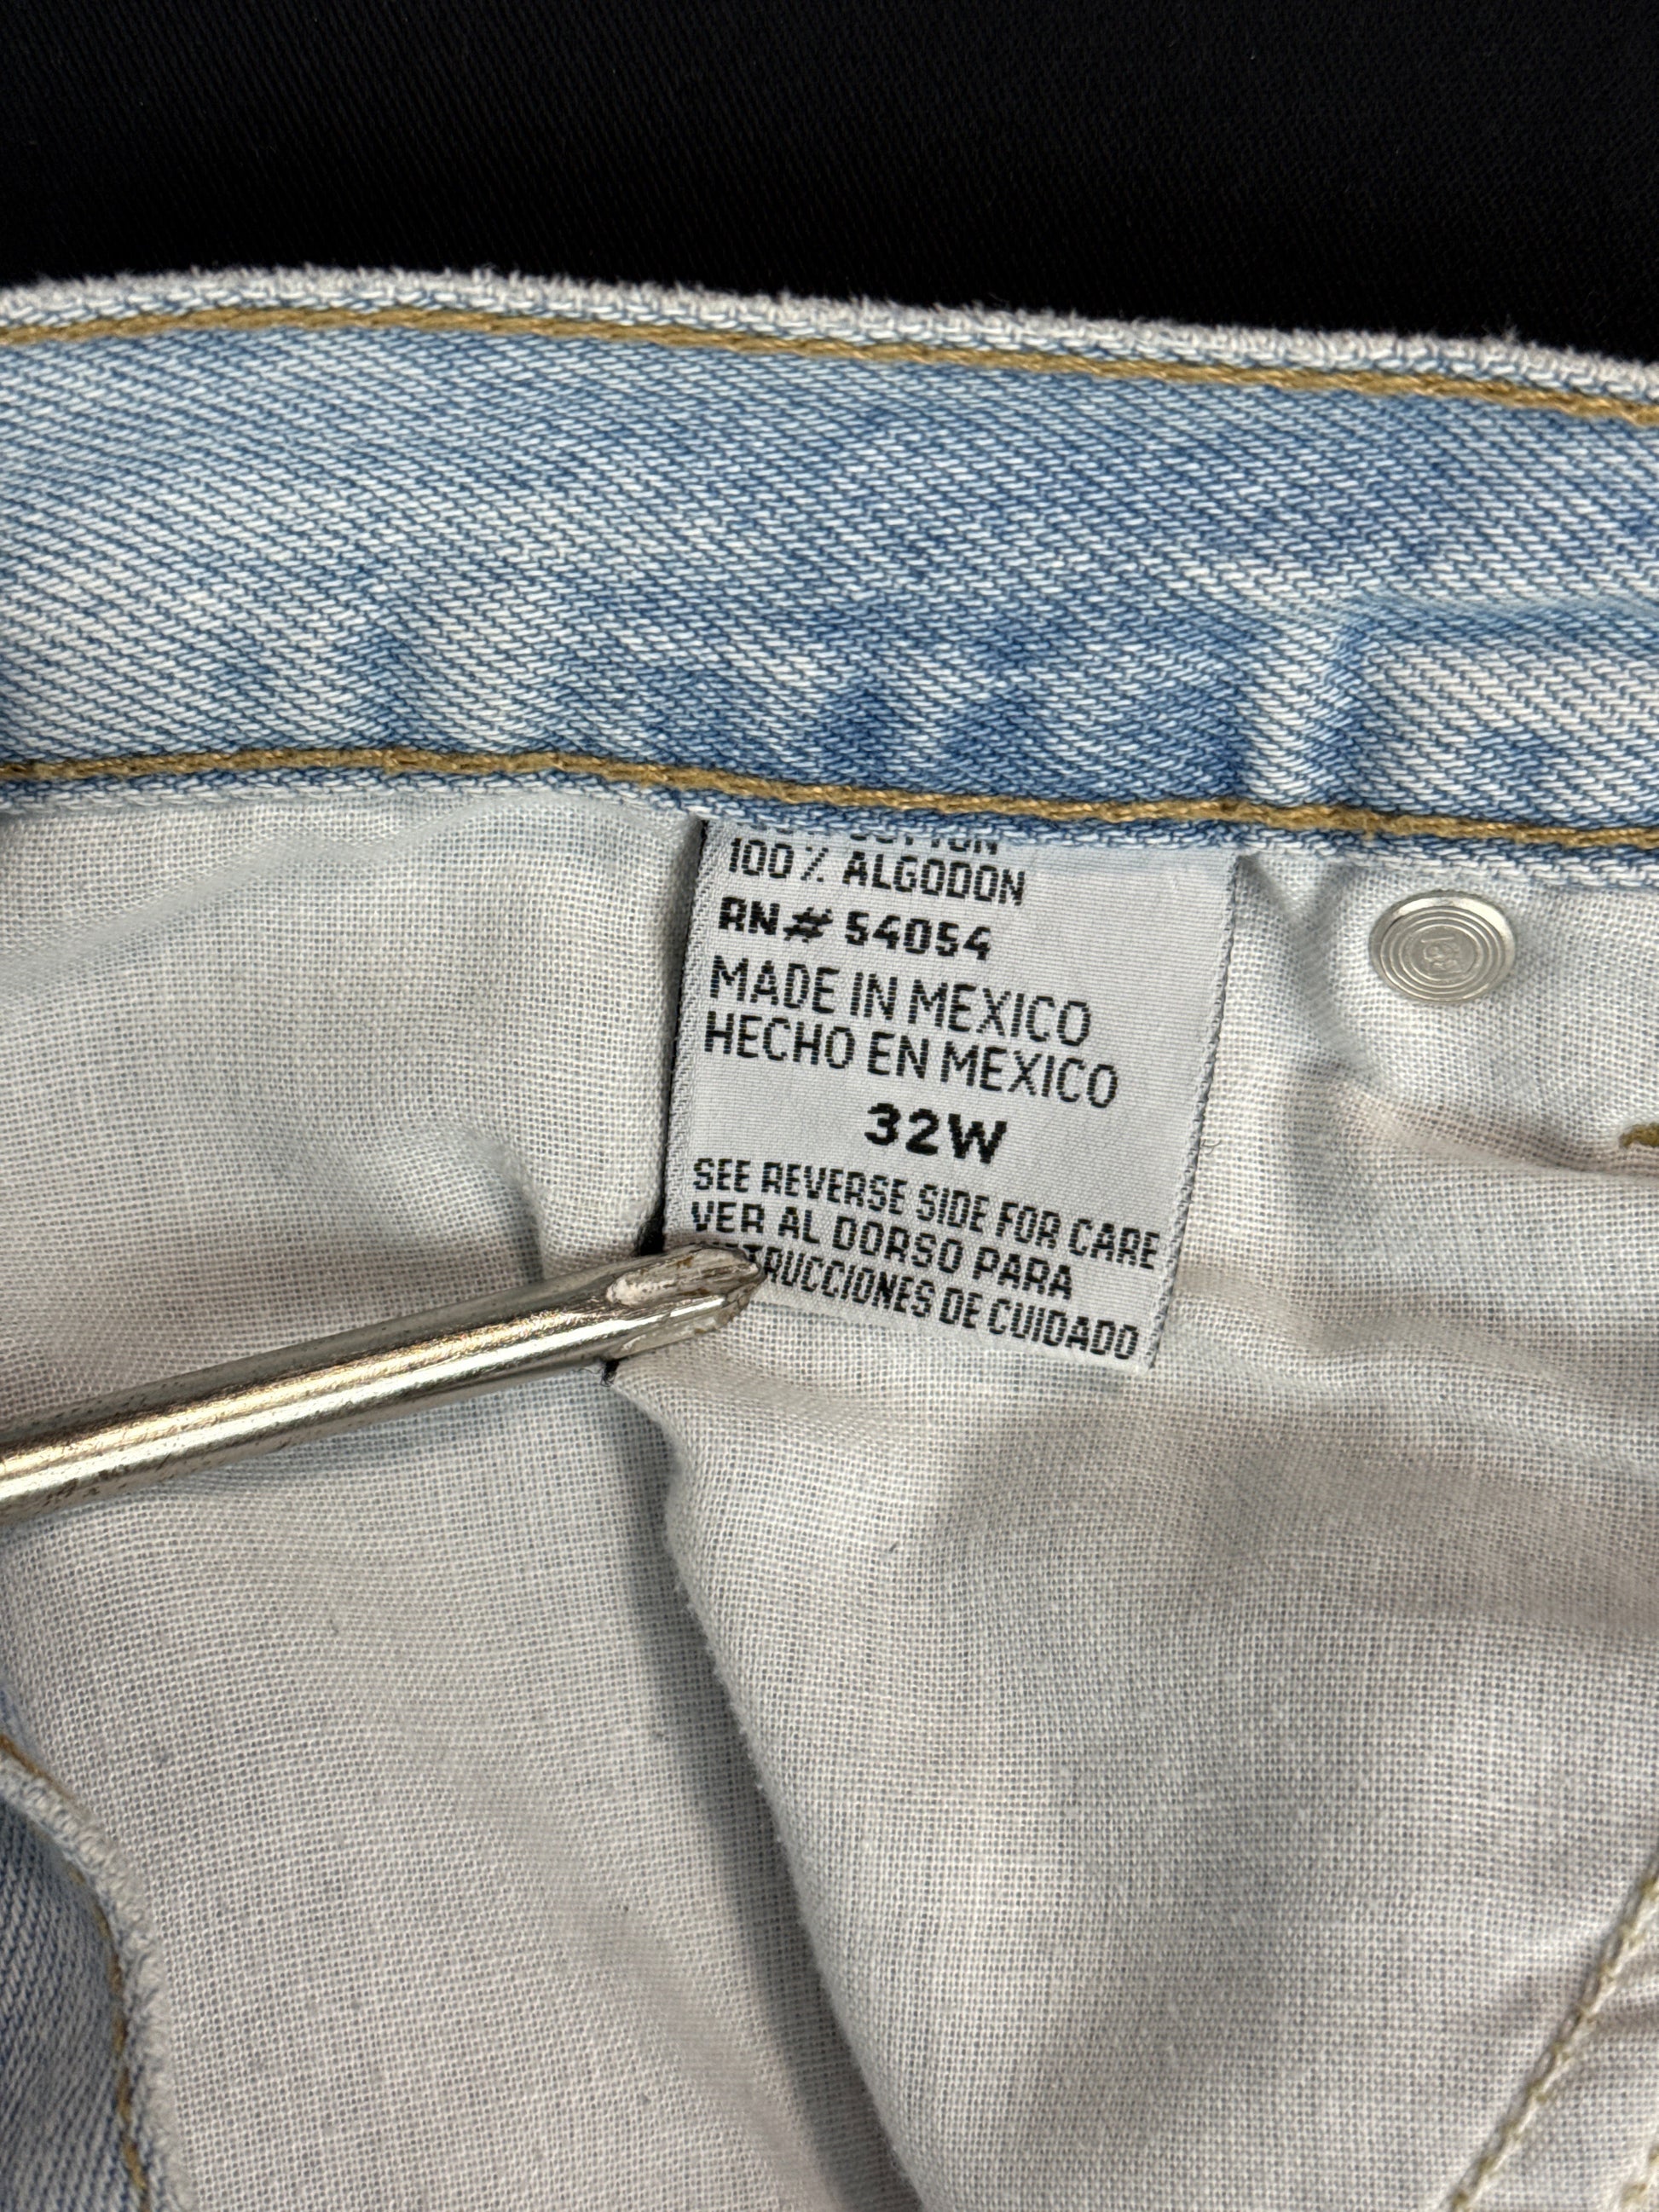 COTTON
100% ALGODON
RN# 54054
MADE IN MEXICO
HECHO EN MEXICO
32W
SEE REVERSE SIDE FOR CARE
VER AL DORSO PARA
DE CUIDADO